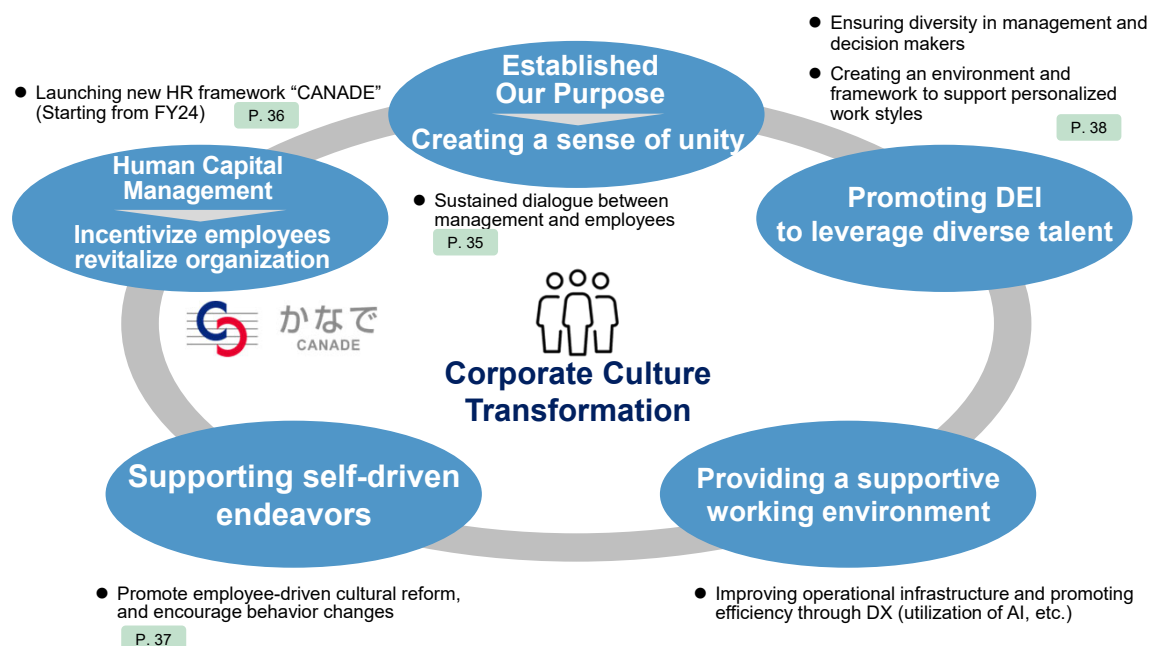 Established
Our Purpose
Creating a sense of unity
● Sustained dialogue between
management and employees
P. 35
● Ensuring diversity in management and
decision makers
● Creating an environment and
framework to support personalized
work styles
P. 38
Promoting DEI
to leverage diverse talent
● Launching new HR framework “CANADE”
(Starting from FY24)
P. 36
Human Capital
Management
Incentivize employees
revitalize organization
かなで
CANADE
Corporate Culture
Transformation
Supporting self-driven
endeavors
● Promote employee-driven cultural reform,
and encourage behavior changes
P. 37
Providing a supportive
working environment
● Improving operational infrastructure and promoting
efficiency through DX (utilization of AI, etc.)